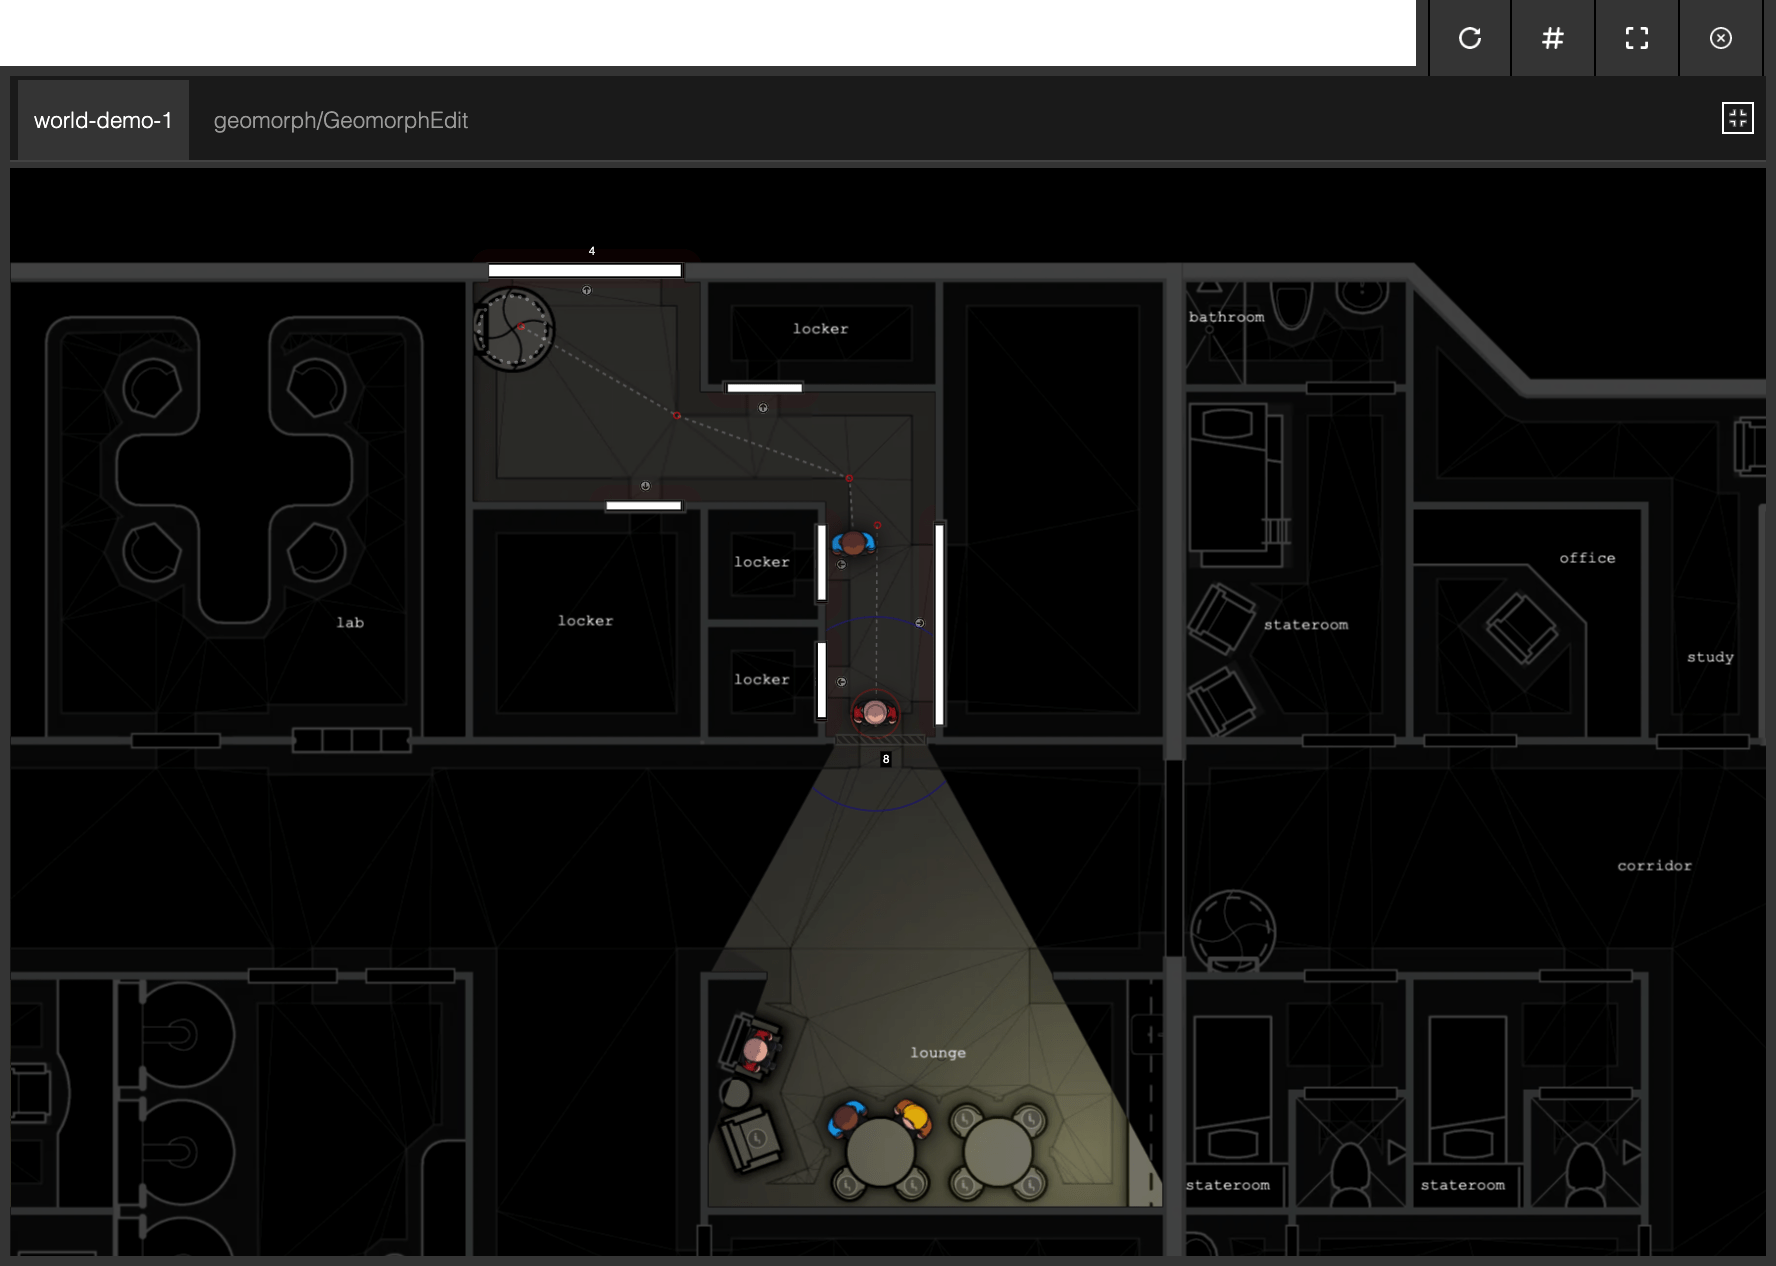 world-demo-1 geomorph/GeomorphEdit
4
bathroom
locker
locker
office
locker
lab
stateroom
study
locker
8
corridor
lounge
stateroom
stateroom